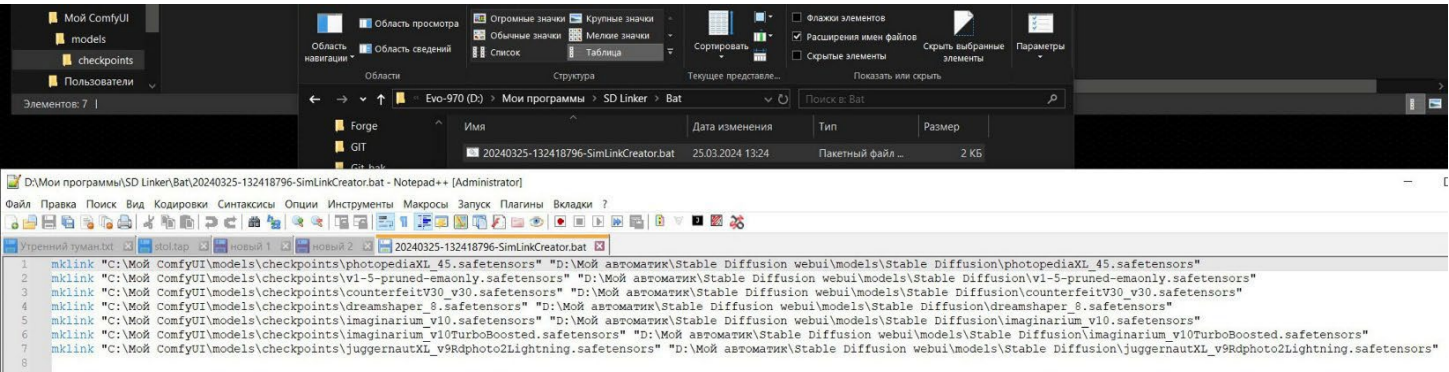 Мой ComfyUI
models
checkpoints
Пользователи
Элементов: 7
Область навигации
Область просмотра
Область сведений
Области
Огромные значки
Крупные значки
Обычные значки
Мелкие значки
Список
Таблица
Структура
Сортировать
Текущее представле...
Флажки элементов
Расширения имен файлов
Скрытые элементы
Скрыть выбранные элементы
Параметры
Показать или скрыть
Evo-970 (D:) > Мои программы > SD Linker > Bat
Поиск в: Bat
Forge
GIT
Git-bak
Имя
Дата изменения
Тип
Размер
20240325-132418796-SimLinkCreator.bat
25.03.2024 13:24
Пакетный файл ...
2 КБ
D:\Мои программы\SD Linker\Bat\20240325-132418796-SimLinkCreator.bat - Notepad++ [Administrator]
Файл Правка Поиск Вид Кодировки Синтаксисы Опции Инструменты Макросы Запуск Плагины Вкладки ?
Утренний туман.txt
stol.tap
новый 1
новый 2
20240325-132418796-SimLinkCreator.bat
1 mklink "C:\Мой ComfyUI\models\checkpoints\photopediaXL_45.safetensors" "D:\Мой автоматик\Stable Diffusion webui\models\Stable Diffusion\photopediaXL_45.safetensors"
2 mklink "C:\Мой ComfyUI\models\checkpoints\v1-5-pruned-emaonly.safetensors" "D:\Мой автоматик\Stable Diffusion webui\models\Stable Diffusion\v1-5-pruned-emaonly.safetensors"
3 mklink "C:\Мой ComfyUI\models\checkpoints\counterfeitV30_v30.safetensors" "D:\Мой автоматик\Stable Diffusion webui\models\Stable Diffusion\counterfeitV30_v30.safetensors"
4 mklink "C:\Мой ComfyUI\models\checkpoints\dreamshaper_8.safetensors" "D:\Мой автоматик\Stable Diffusion webui\models\Stable Diffusion\dreamshaper_8.safetensors"
5 mklink "C:\Мой ComfyUI\models\checkpoints\imaginarium_v10.safetensors" "D:\Мой автоматик\Stable Diffusion webui\models\Stable Diffusion\imaginarium_v10.safetensors"
6 mklink "C:\Мой ComfyUI\models\checkpoints\imaginarium_v10TurboBoosted.safetensors" "D:\Мой автоматик\Stable Diffusion webui\models\Stable Diffusion\imaginarium_v10TurboBoosted.safetensors"
7 mklink "C:\Мой ComfyUI\models\checkpoints\juggernautXL_v9Rdphoto2Lightning.safetensors" "D:\Мой автоматик\Stable Diffusion webui\models\Stable Diffusion\juggernautXL_v9Rdphoto2Lightning.safetensors"
8